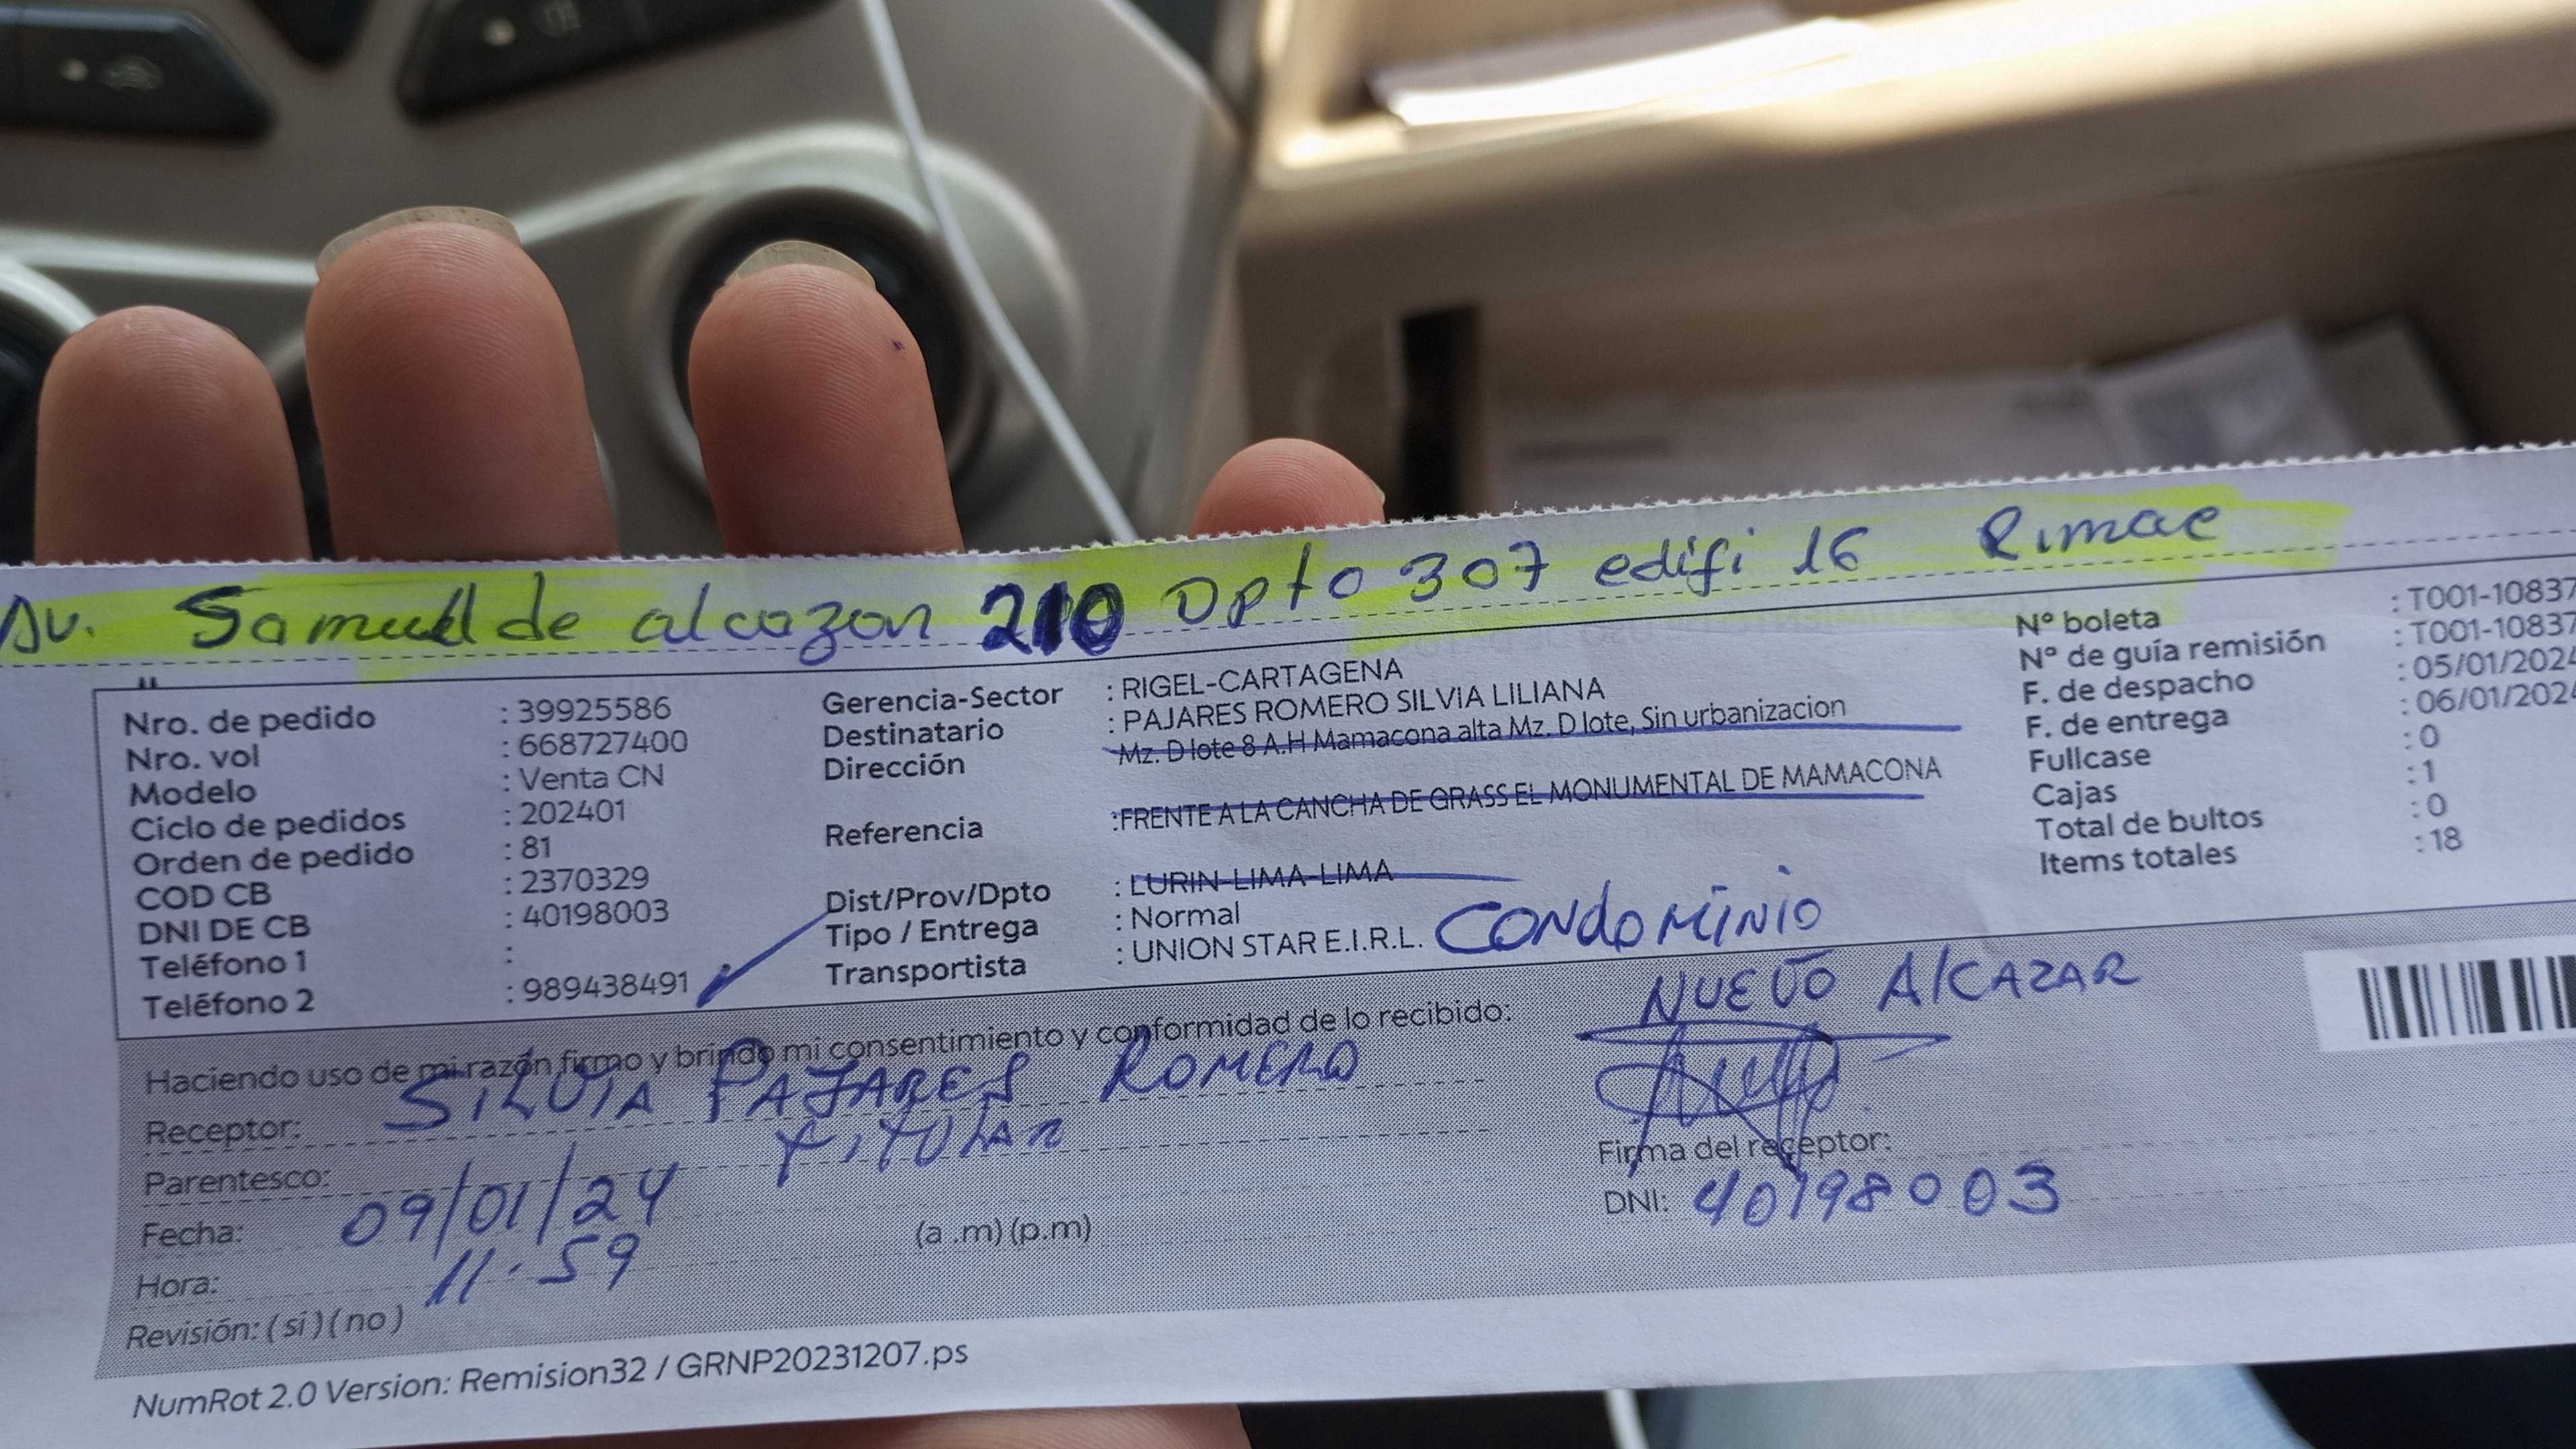 Av. Samuel de alcazon 210 Dpto 307 edifi 16 Rimac
Nro. de pedido : 39925586
Nro. vol : 668727400
Modelo : Venta CN
Ciclo de pedidos : 202401
Orden de pedido : 81
COD CB : 2370329
DNI DE CB : 40198003
Teléfono 1 :
Teléfono 2 : 989438491
Gerencia-Sector : RIGEL-CARTAGENA
Destinatario : PAJARES ROMERO SILVIA LILIANA
Dirección Mz. D lote 8 A.H Mamacona alta Mz. D lote, Sin urbanizacion
Referencia :FRENTE A LA CANCHA DE GRASS EL MONUMENTAL DE MAMACONA
Dist/Prov/Dpto : LURIN-LIMA-LIMA
Tipo / Entrega : Normal
Transportista : UNION STAR E.I.R.L.
CONDOMINIO
NUEVO AlCAZAR
Nº boleta : T001-10837
Nº de guía remisión : T001-10837
F. de despacho : 05/01/2024
F. de entrega : 06/01/2024
Fullcase : 0
Cajas : 1
Total de bultos : 0
Items totales : 18
Haciendo uso de mi razón firmo y brindo mi consentimiento y conformidad de lo recibido:
Receptor: SILVIA PAJARES ROMERO
Parentesco: TITULAR
Fecha: 09/01/24
Hora: 11:59 (a .m) (p.m)
Revisión: ( si ) ( no )
Firma del receptor:
DNI: 40198003
NumRot 2.0 Version: Remision32 / GRNP20231207.ps